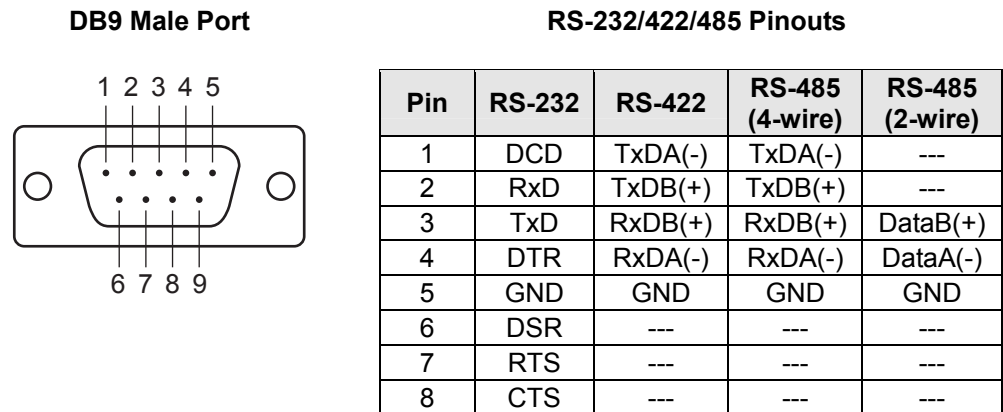 DB9 Male Port
RS-232/422/485 Pinouts
1 2 3 4 5
6 7 8 9
Pin RS-232 RS-422 RS-485 (4-wire) RS-485 (2-wire)
1 DCD TxDA(-) TxDA(-) ---
2 RxD TxDB(+) TxDB(+) ---
3 TxD RxDB(+) RxDB(+) DataB(+)
4 DTR RxDA(-) RxDA(-) DataA(-)
5 GND GND GND GND
6 DSR --- --- ---
7 RTS --- --- ---
8 CTS --- --- ---